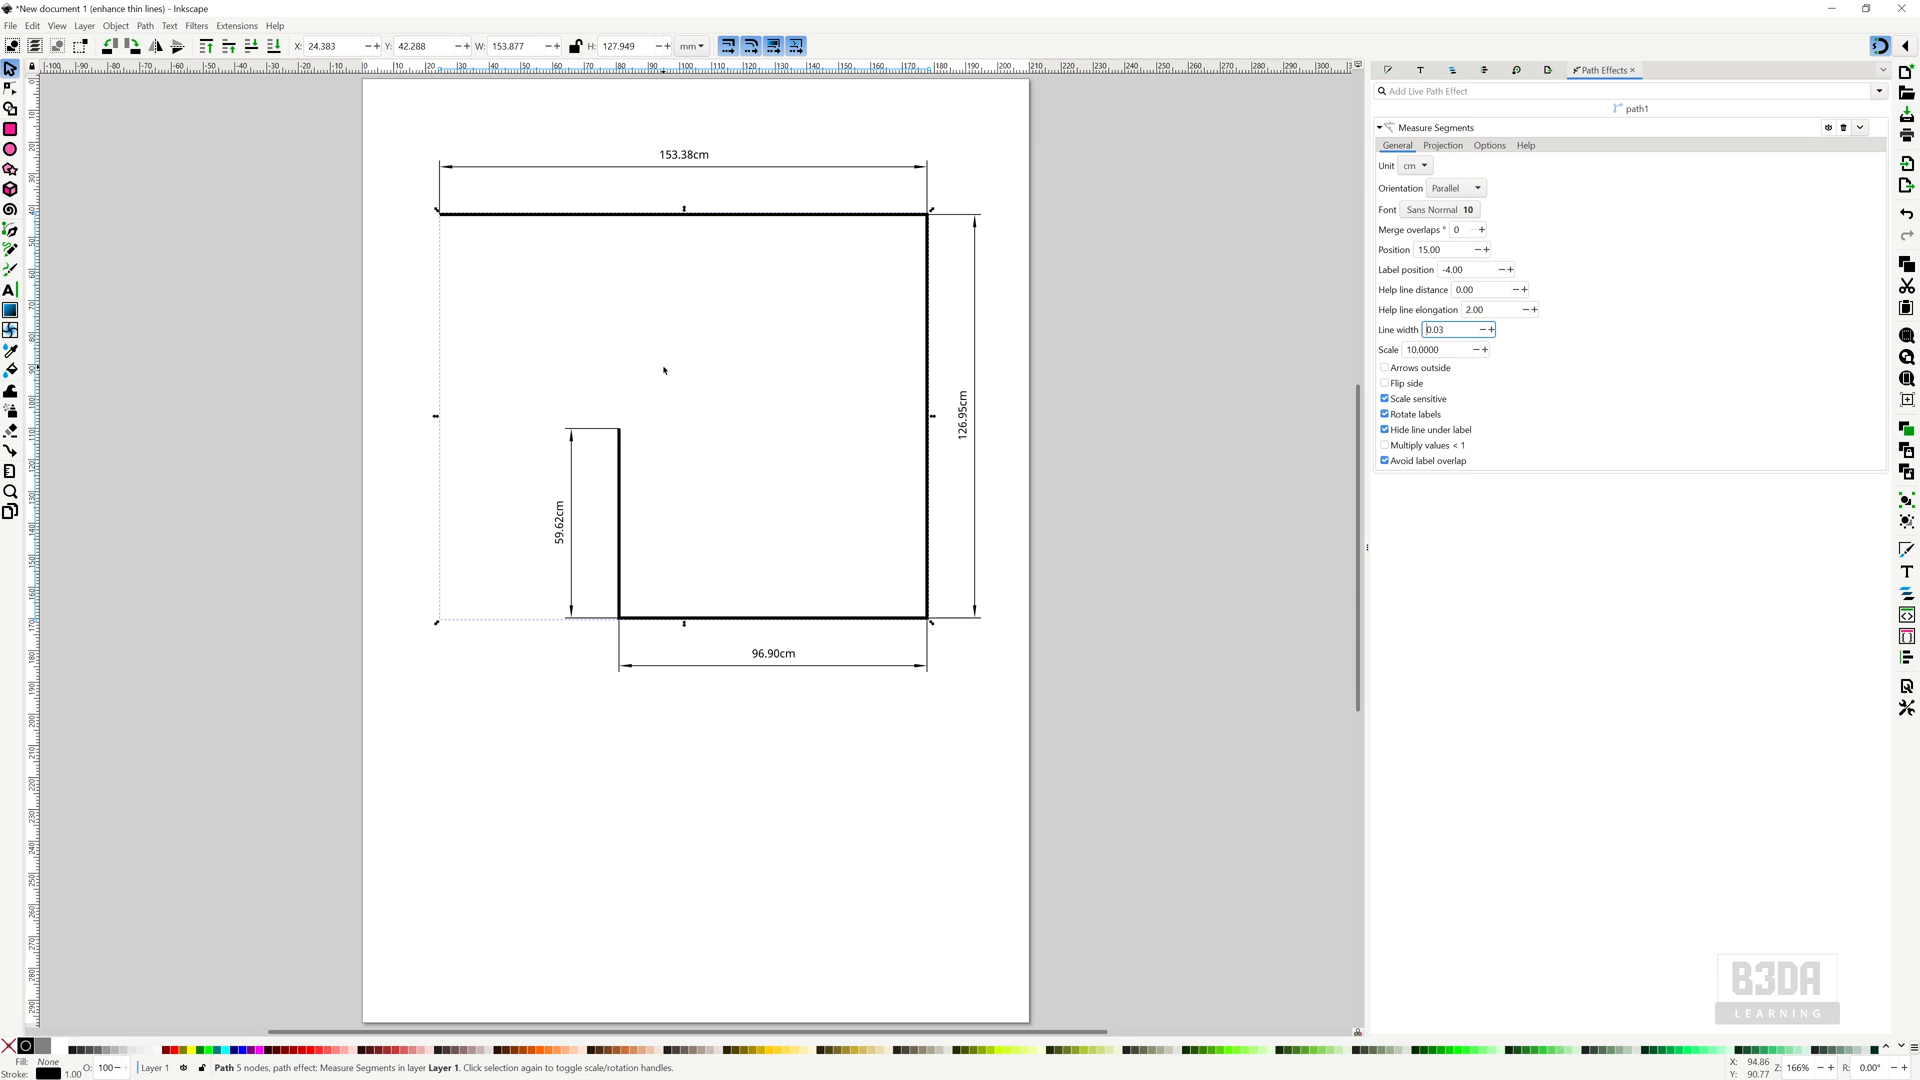 *New document 1 (enhance thin lines) - Inkscape
File Edit View Layer Object Path Text Filters Extensions Help
X: 24.383 Y: 42.288 W: 153.877 H: 127.949 mm
Path Effects
Add Live Path Effect
path1
Measure Segments
General Projection Options Help
Unit cm
Orientation Parallel
Font Sans Normal 10
Merge overlaps ° 0
Position 15.00
Label position -4.00
Help line distance 0.00
Help line elongation 2.00
Line width 0.03
Scale 10.0000
Arrows outside
Flip side
Scale sensitive
Rotate labels
Hide line under label
Multiply values < 1
Avoid label overlap
153.38cm
126.95cm
59.62cm
96.90cm
B3DA
LEARNING
Fill: None
Stroke: 1.00 O: 100 Layer 1 Path 5 nodes, path effect: Measure Segments in layer Layer 1. Click selection again to toggle scale/rotation handles.
X: 94.86
Y: 90.77
Z: 166% R: 0.00°